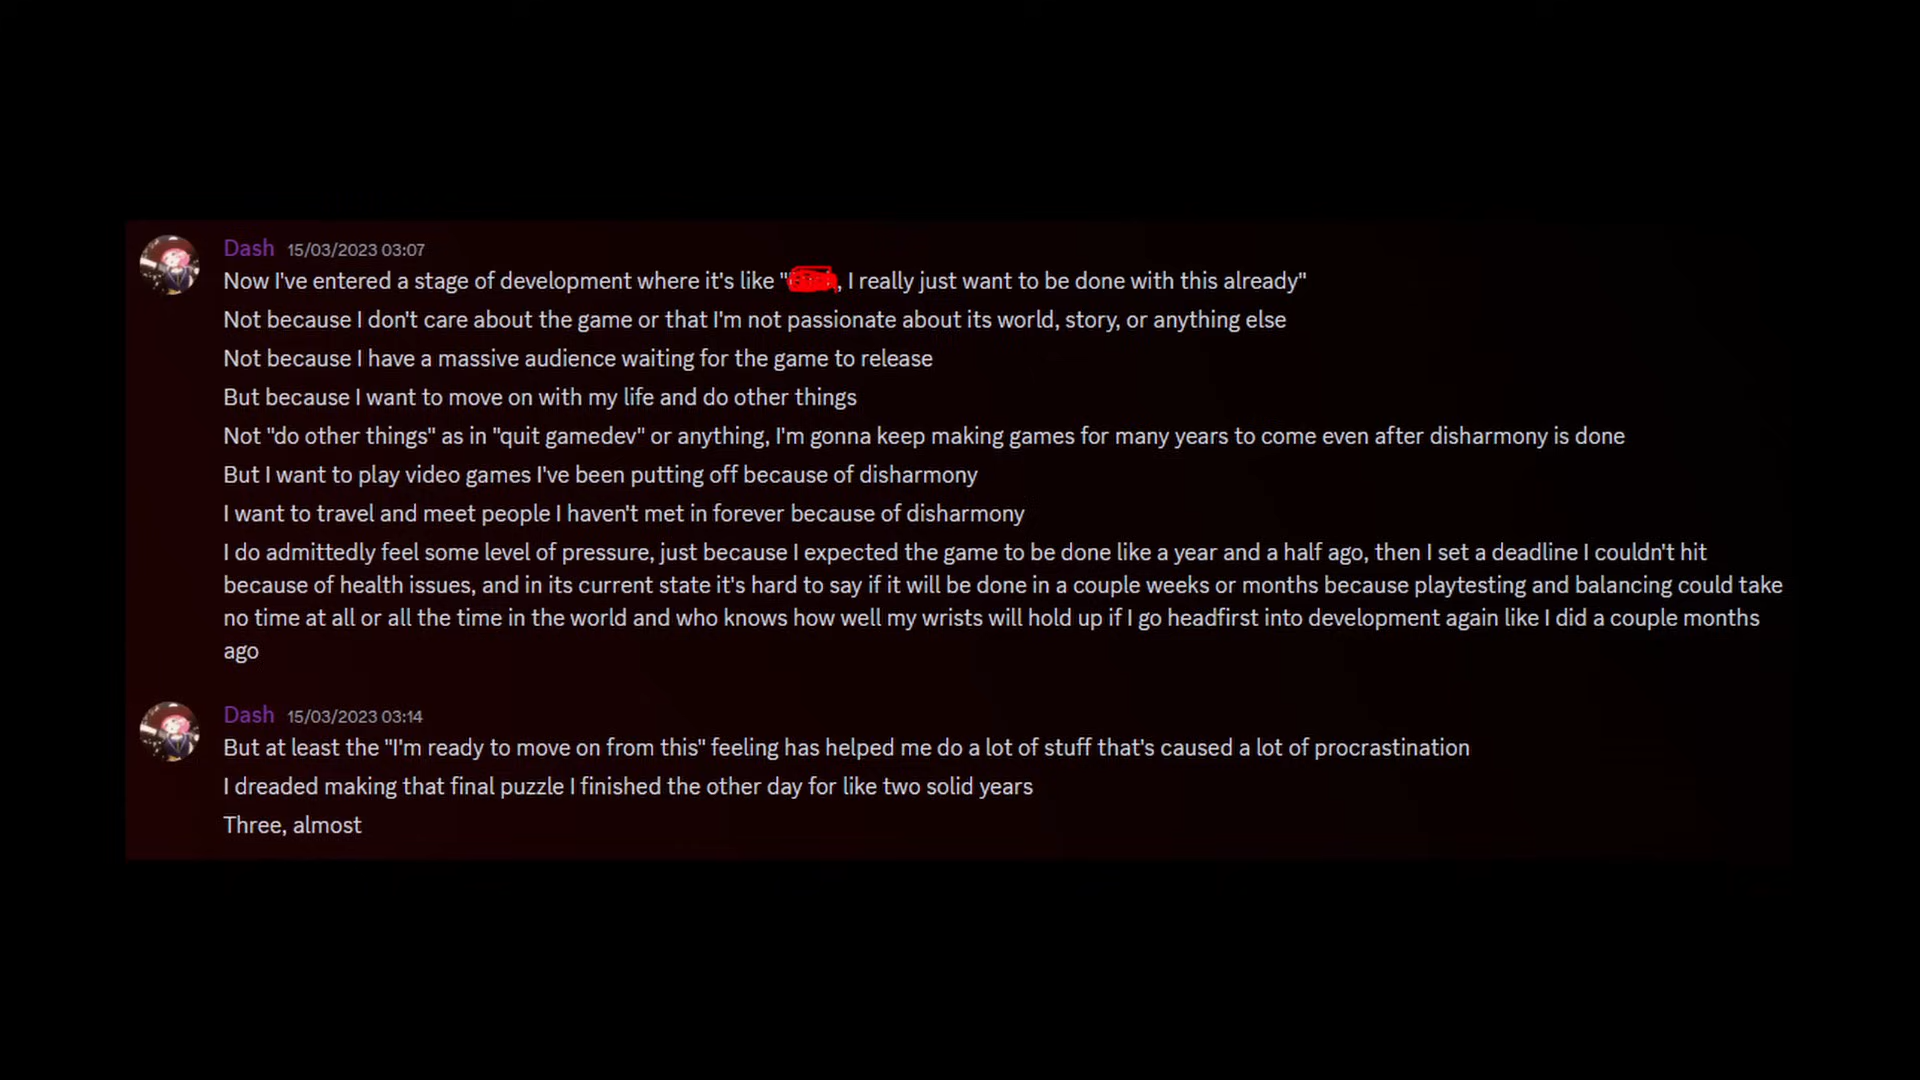 Dash 15/03/2023 03:07
Now I've entered a stage of development where it's like ", I really just want to be done with this already"
Not because I don't care about the game or that I'm not passionate about its world, story, or anything else
Not because I have a massive audience waiting for the game to release
But because I want to move on with my life and do other things
Not "do other things" as in "quit gamedev" or anything, I'm gonna keep making games for many years to come even after disharmony is done
But I want to play video games I've been putting off because of disharmony
I want to travel and meet people I haven't met in forever because of disharmony
I do admittedly feel some level of pressure, just because I expected the game to be done like a year and a half ago, then I set a deadline I couldn't hit
because of health issues, and in its current state it's hard to say if it will be done in a couple weeks or months because playtesting and balancing could take
no time at all or all the time in the world and who knows how well my wrists will hold up if I go headfirst into development again like I did a couple months
ago
Dash 15/03/2023 03:14
But at least the "I'm ready to move on from this" feeling has helped me do a lot of stuff that's caused a lot of procrastination
I dreaded making that final puzzle I finished the other day for like two solid years
Three, almost